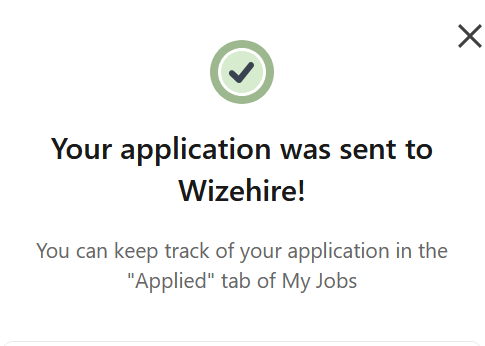 Your application was sent to
Wizehire!
You can keep track of your application in the
"Applied" tab of My Jobs